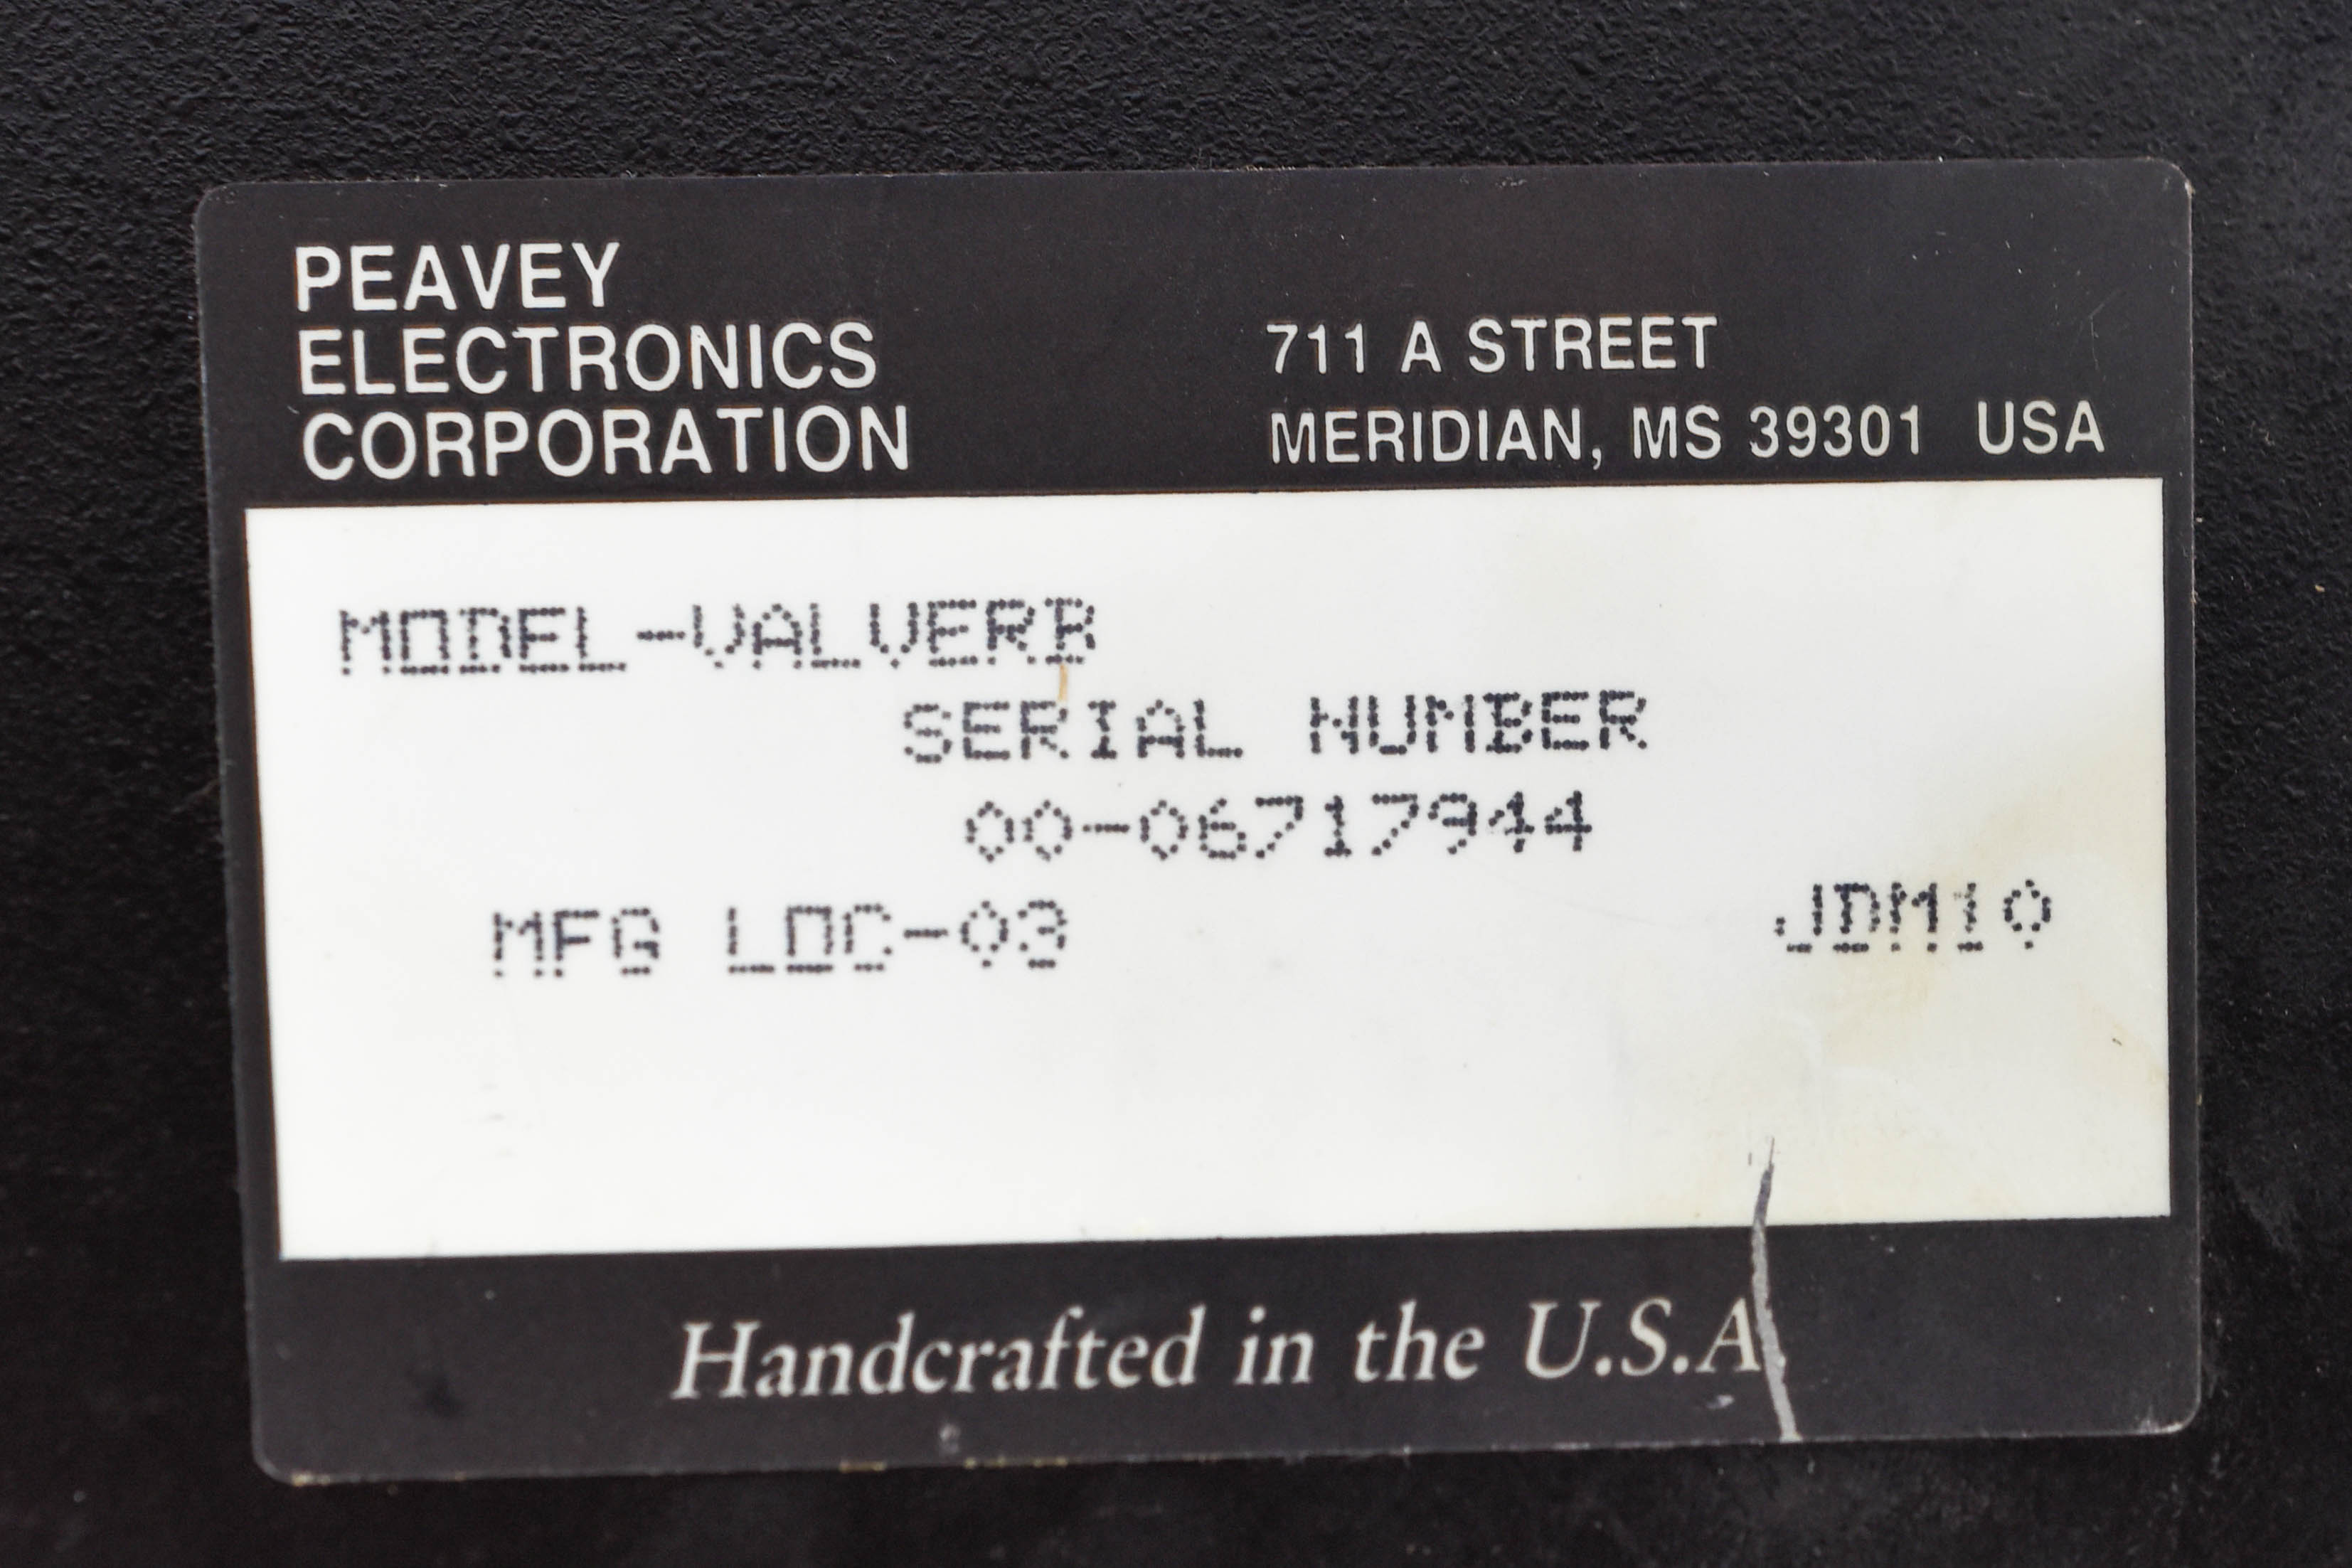 PEAVEY
ELECTRONICS
CORPORATION
711 A STREET
MERIDIAN, MS 39301 USA
MODEL-VALVERB
SERIAL NUMBER
00-06717944
MFG LOC-03
JDM10
Handcrafted in the U.S.A.